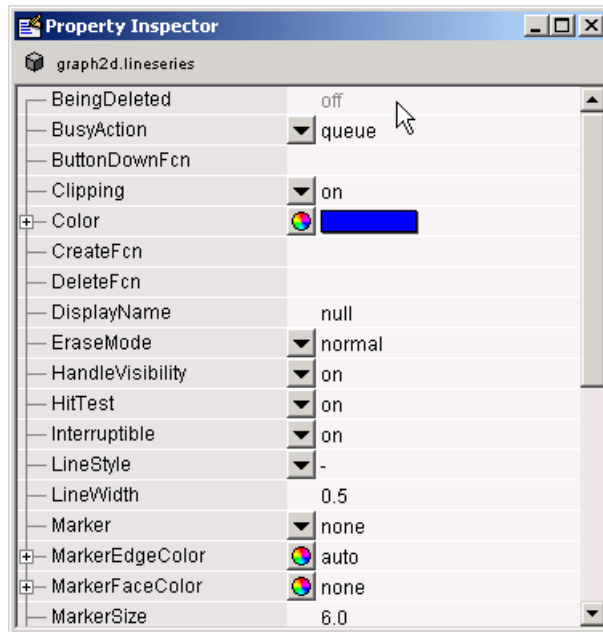 Property Inspector
graph2d.lineseries
BeingDeleted off
BusyAction queue
ButtonDownFcn
Clipping on
Color
CreateFcn
DeleteFcn
DisplayName null
EraseMode normal
HandleVisibility on
HitTest on
Interruptible on
LineStyle -
LineWidth 0.5
Marker none
MarkerEdgeColor auto
MarkerFaceColor none
MarkerSize 6.0